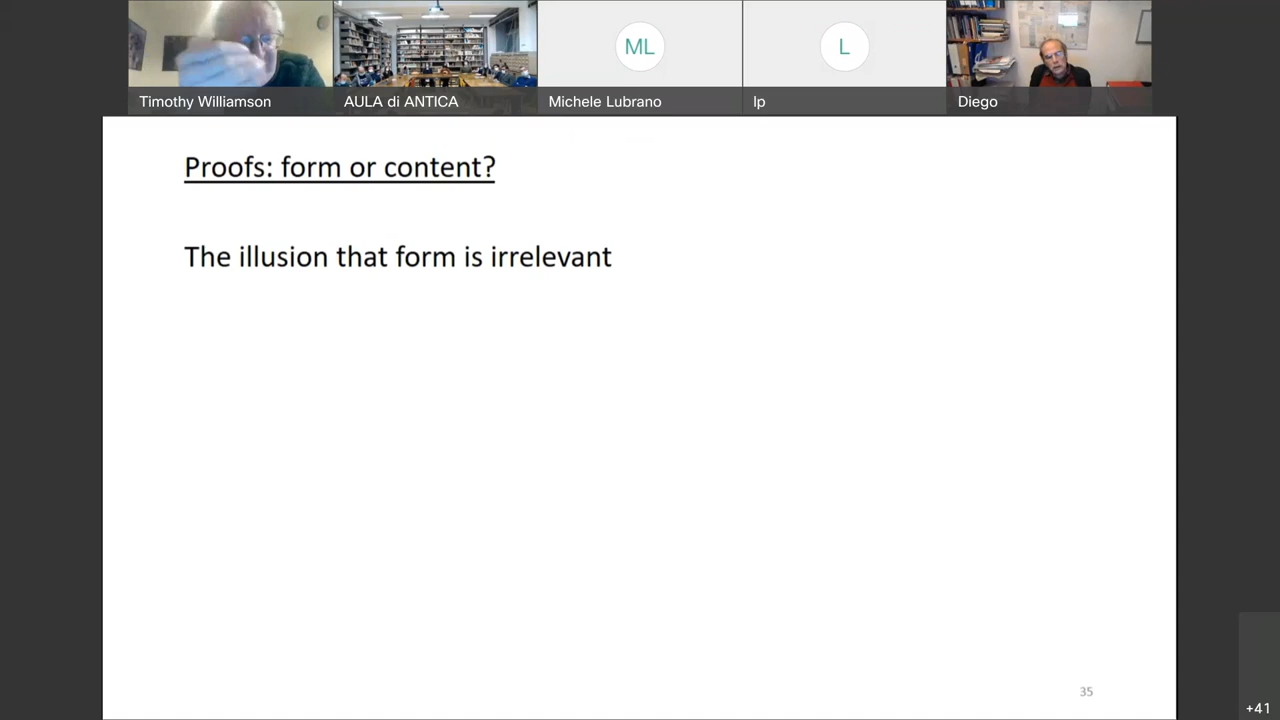 ML
L
Timothy Williamson
AULA di ANTICA
Michele Lubrano
lp
Diego
Proofs: form or content?
The illusion that form is irrelevant
35
+41